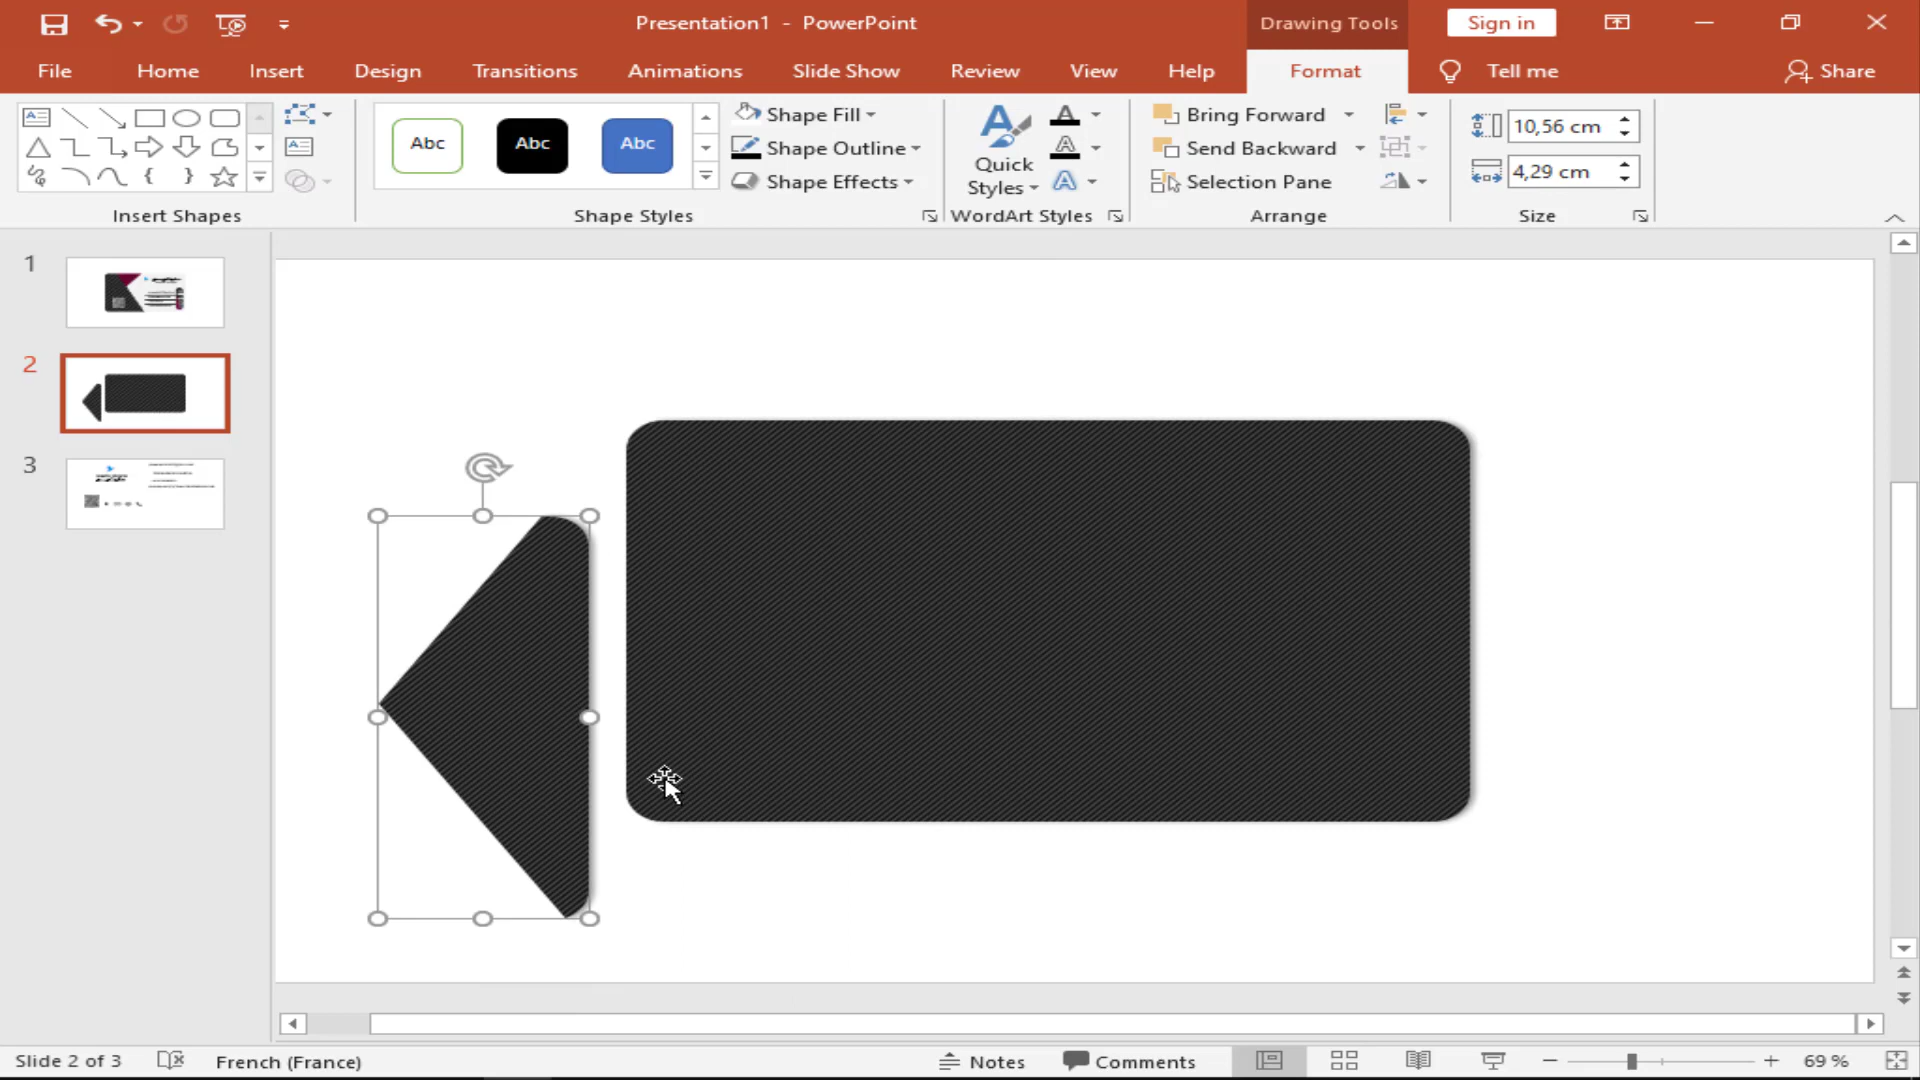 Presentation1 - PowerPoint
Drawing Tools
Sign in
File
Home
Insert
Design
Transitions
Animations
Slide Show
Review
View
Help
Format
Tell me
Share
Abc
Abc
Abc
Shape Fill
Shape Outline
Shape Effects
Quick
Styles
A
A
A
Bring Forward
Send Backward
Selection Pane
10,56 cm
4,29 cm
Insert Shapes
Shape Styles
WordArt Styles
Arrange
Size
1
2
3
Slide 2 of 3
French (France)
Notes
Comments
69 %